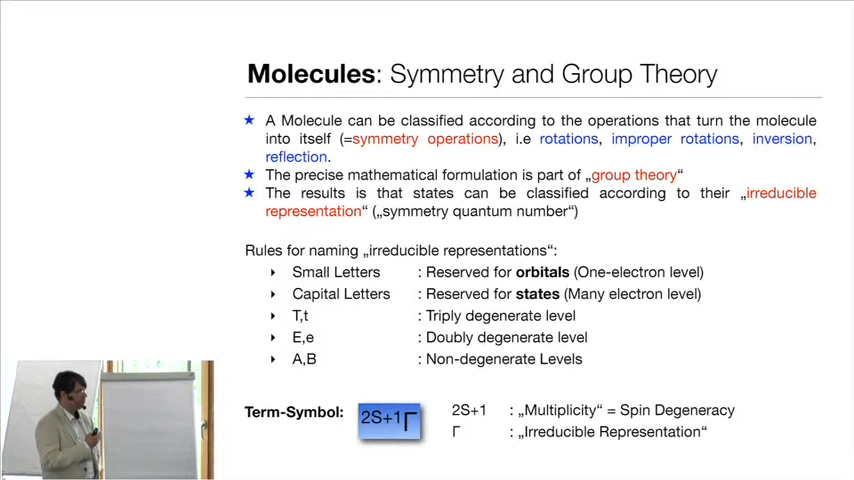 Molecules: Symmetry and Group Theory
★ A Molecule can be classified according to the operations that turn the molecule
into itself (=symmetry operations), i.e rotations, improper rotations, inversion,
reflection.
★ The precise mathematical formulation is part of „group theory“
★ The results is that states can be classified according to their „irreducible
representation“ („symmetry quantum number“)
Rules for naming „irreducible representations“:
‣ Small Letters : Reserved for orbitals (One-electron level)
‣ Capital Letters : Reserved for states (Many electron level)
‣ T,t : Triply degenerate level
‣ E,e : Doubly degenerate level
‣ A,B : Non-degenerate Levels
Term-Symbol: 2S+1Γ 2S+1 : „Multiplicity“ = Spin Degeneracy
Γ : „Irreducible Representation“